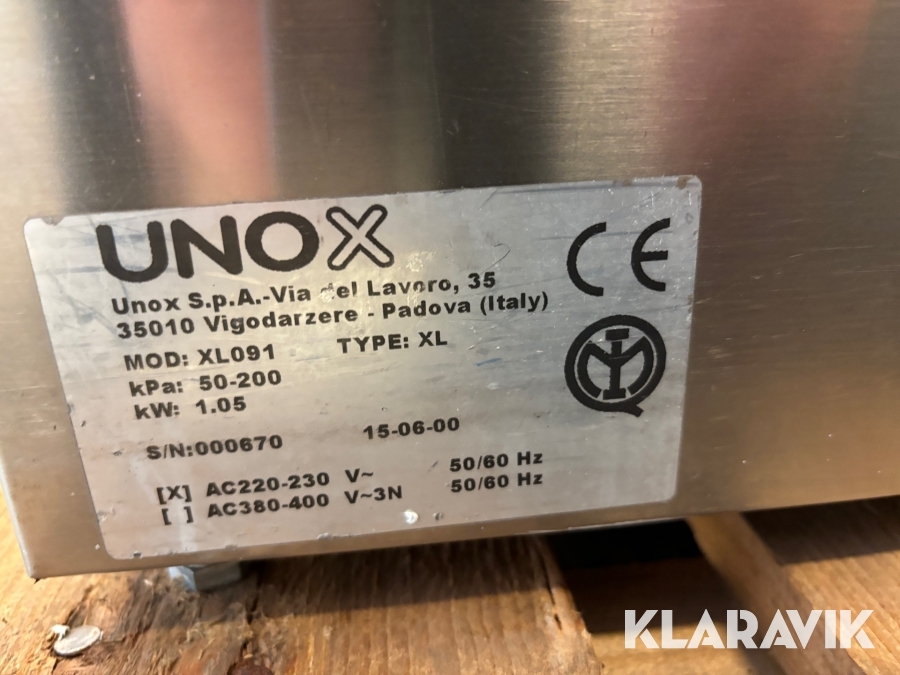 KLARAVIK
UNOX
Unox S.p.A.-Via del Lavoro, 35
35010 Vigodarzere - Padova (Italy)
CE
MOD: XL091 TYPE: XL
kPa: 50-200
kW: 1.05
S/N:000670 15-06-00
[X] AC220-230 V~ 50/60 Hz
[ ] AC380-400 V~3N 50/60 Hz
KLARAVIK